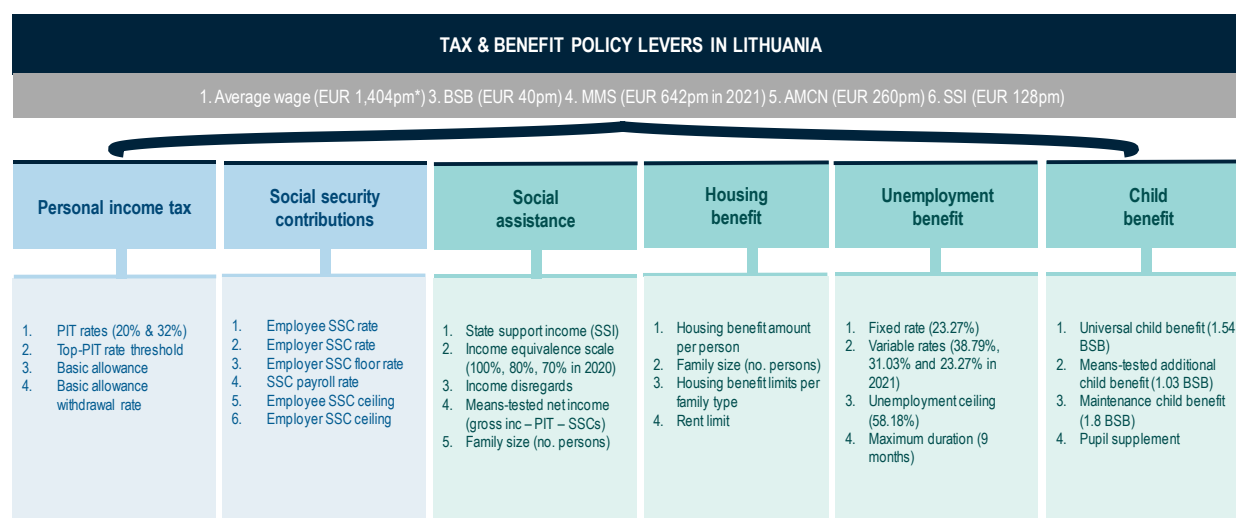 TAX & BENEFIT POLICY LEVERS IN LITHUANIA
1. Average wage (EUR 1,404pm*) 3. BSB (EUR 40pm) 4. MMS (EUR 642pm in 2021) 5. AMCN (EUR 260pm) 6. SSI (EUR 128pm)
Personal income tax
1. PIT rates (20% & 32%)
2. Top-PIT rate threshold
3. Basic allowance
4. Basic allowance
withdrawal rate
Social security
contributions
1. Employee SSC rate
2. Employer SSC rate
3. Employer SSC floor rate
4. SSC payroll rate
5. Employee SSC ceiling
6. Employer SSC ceiling
Social
assistance
1. State support income (SSI)
2. Income equivalence scale
(100%, 80%, 70% in 2020)
3. Income disregards
4. Means-tested net income
(gross inc – PIT – SSCs)
5. Family size (no. persons)
Housing
benefit
1. Housing benefit amount
per person
2. Family size (no. persons)
3. Housing benefit limits per
family type
4. Rent limit
Unemployment
benefit
1. Fixed rate (23.27%)
2. Variable rates (38.79%,
31.03% and 23.27% in
2021)
3. Unemployment ceiling
(58.18%)
4. Maximum duration (9
months)
Child
benefit
1. Universal child benefit (1.54
BSB)
2. Means-tested additional
child benefit (1.03 BSB)
3. Maintenance child benefit
(1.8 BSB)
4. Pupil supplement